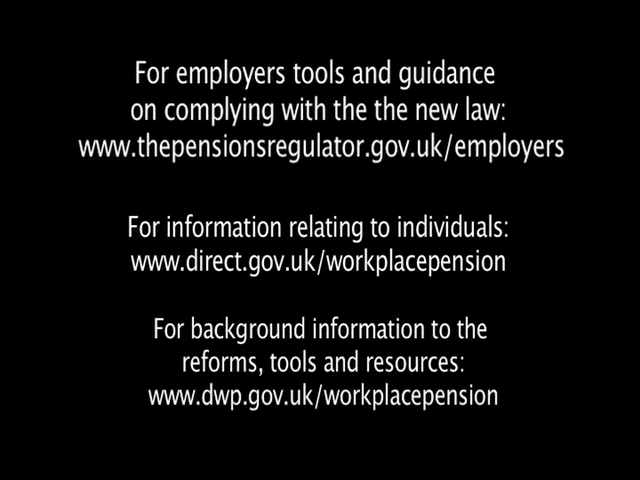 For employers tools and guidance
on complying with the the new law:
www.thepensionsregulator.gov.uk/employers
For information relating to individuals:
www.direct.gov.uk/workplacepension
For background information to the
reforms, tools and resources:
www.dwp.gov.uk/workplacepension